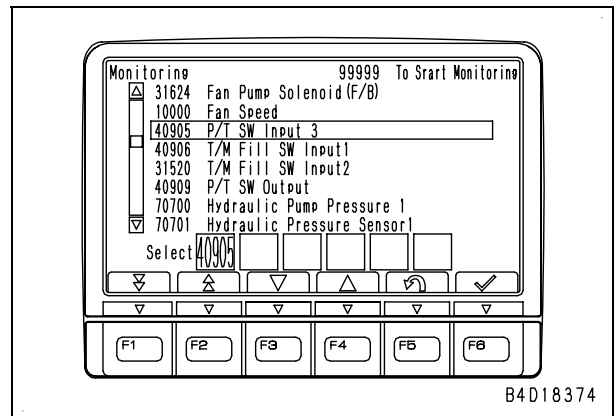 Monitoring 99999 To Srart Monitoring
31624 Fan Pump Solenoid(F/B)
10000 Fan Speed
40905 P/T SW Input 3
40906 T/M Fill SW Input1
31520 T/M Fill SW Input2
40909 P/T SW Output
70700 Hydraulic Pump Pressure 1
70701 Hydraulic Pressure Sensor1
Select 40905
F1 F2 F3 F4 F5 F6
B4D18374